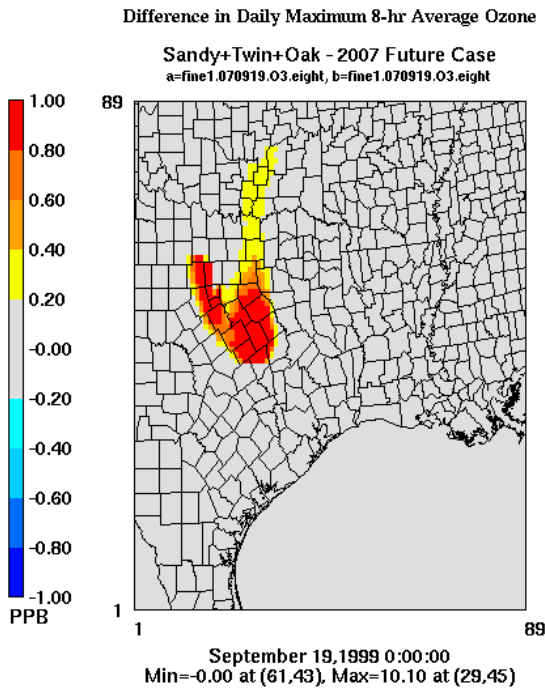 Difference in Daily Maximum 8-hr Average Ozone
Sandy+Twin+Oak - 2007 Future Case
a=fine1.070919.O3.eight, b=fine1.070919.O3.eight
1.00
0.80
0.60
0.40
0.20
-0.00
-0.20
-0.40
-0.60
-0.80
-1.00
PPB
89
1
1
89
September 19,1999 0:00:00
Min=-0.00 at (61,43), Max=10.10 at (29,45)